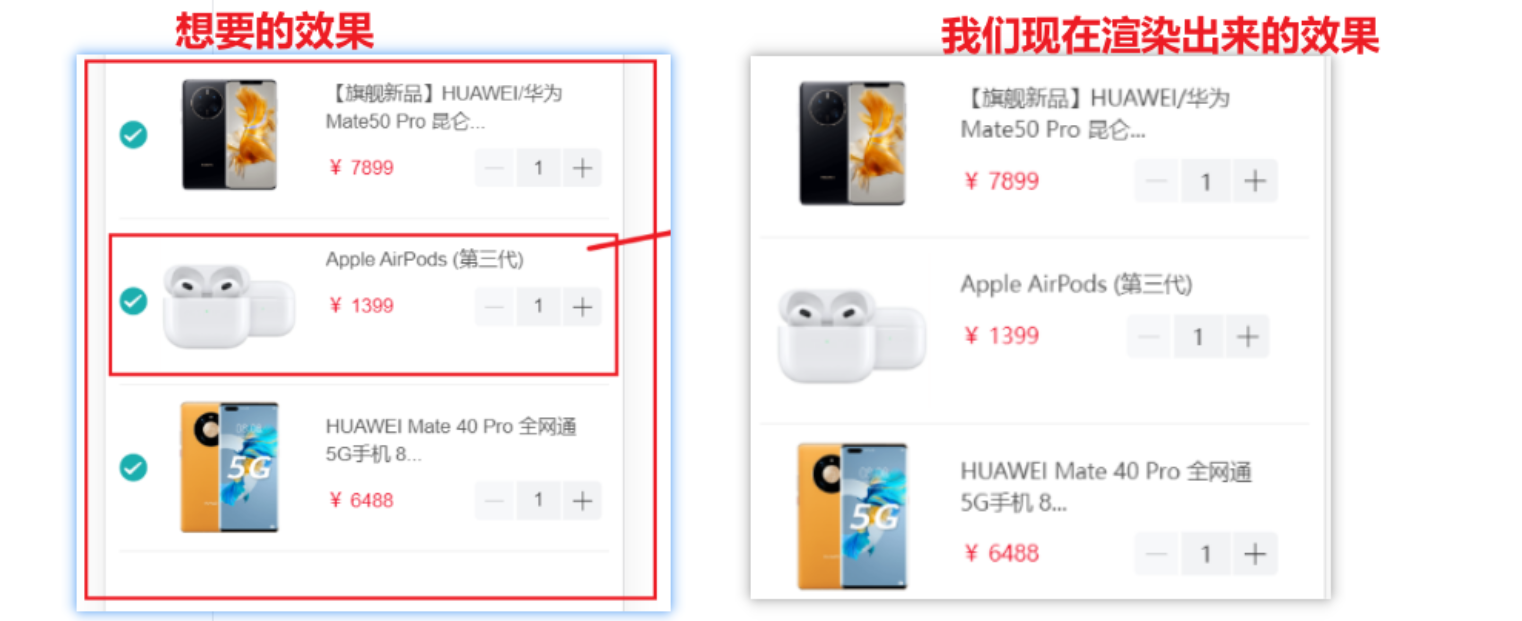 想要的效果
我们现在渲染出来的效果
【旗舰新品】HUAWEI/华为
Mate50 Pro 昆仑...
¥ 7899
1
Apple AirPods (第三代)
¥ 1399
1
HUAWEI Mate 40 Pro 全网通
5G手机 8...
5G
¥ 6488
1
【旗舰新品】HUAWEI/华为
Mate50 Pro 昆仑...
¥ 7899
1
Apple AirPods (第三代)
¥ 1399
1
HUAWEI Mate 40 Pro 全网通
5G手机 8...
5G
¥ 6488
1